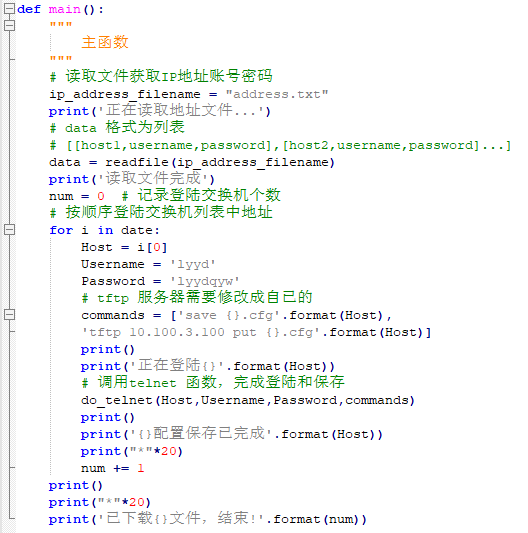 def main():
    """
        主函数
    """
    # 读取文件获取IP地址账号密码
    ip_address_filename = "address.txt"
    print('正在读取地址文件...')
    # data 格式为列表
    # [[host1,username,password],[host2,username,password]...]
    data = readfile(ip_address_filename)
    print('读取文件完成')
    num = 0  # 记录登陆交换机个数
    # 按顺序登陆交换机列表中地址
    for i in date:
        Host = i[0]
        Username = 'lyyd'
        Password = 'lyydqyw'
        # tftp 服务器需要修改成自已的
        commands = ['save {}.cfg'.format(Host),
        'tftp 10.100.3.100 put {}.cfg'.format(Host)]
        print()
        print('正在登陆{}'.format(Host))
        # 调用telnet 函数，完成登陆和保存
        do_telnet(Host,Username,Password,commands)
        print()
        print('{}配置保存已完成'.format(Host))
        print("*"*20)
        num += 1
    print()
    print("*"*20)
    print('已下载{}文件，结束!'.format(num))